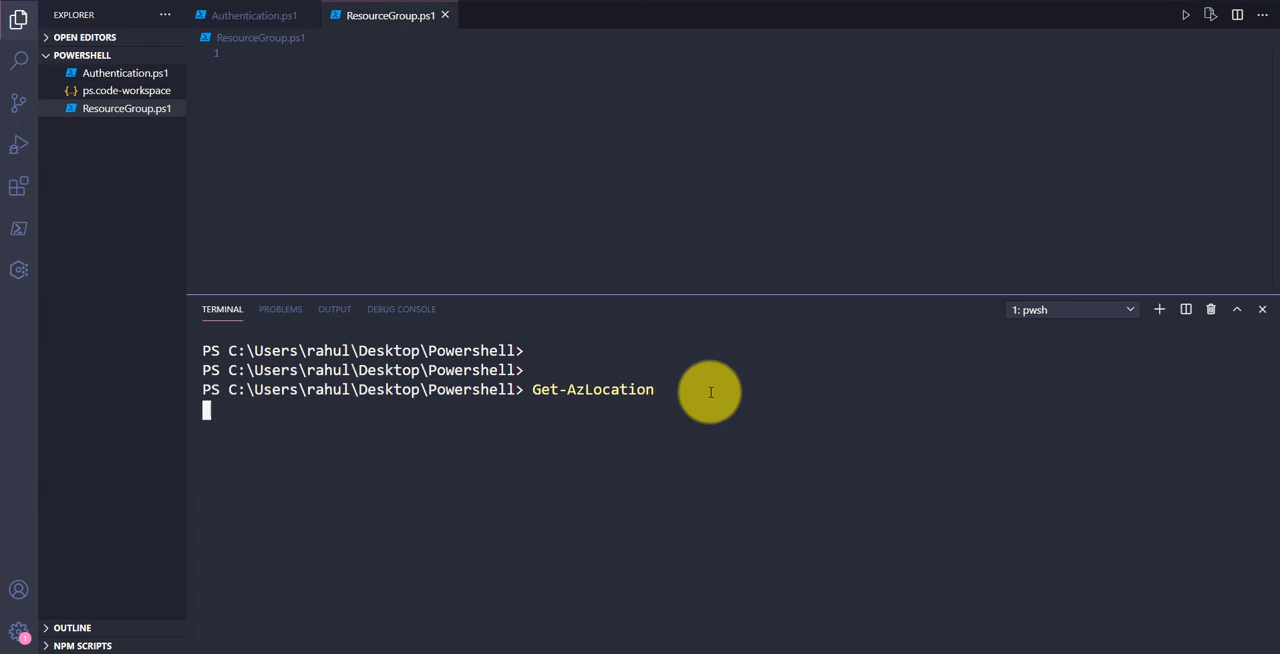 EXPLORER
Authentication.ps1
ResourceGroup.ps1
OPEN EDITORS
ResourceGroup.ps1
POWERSHELL
1
Authentication.ps1
{..} ps.code-workspace
ResourceGroup.ps1
TERMINAL
PROBLEMS
OUTPUT
DEBUG CONSOLE
1: pwsh
PS C:\Users\rahul\Desktop\Powershell>
PS C:\Users\rahul\Desktop\Powershell>
PS C:\Users\rahul\Desktop\Powershell> Get-AzLocation
1
OUTLINE
NPM SCRIPTS